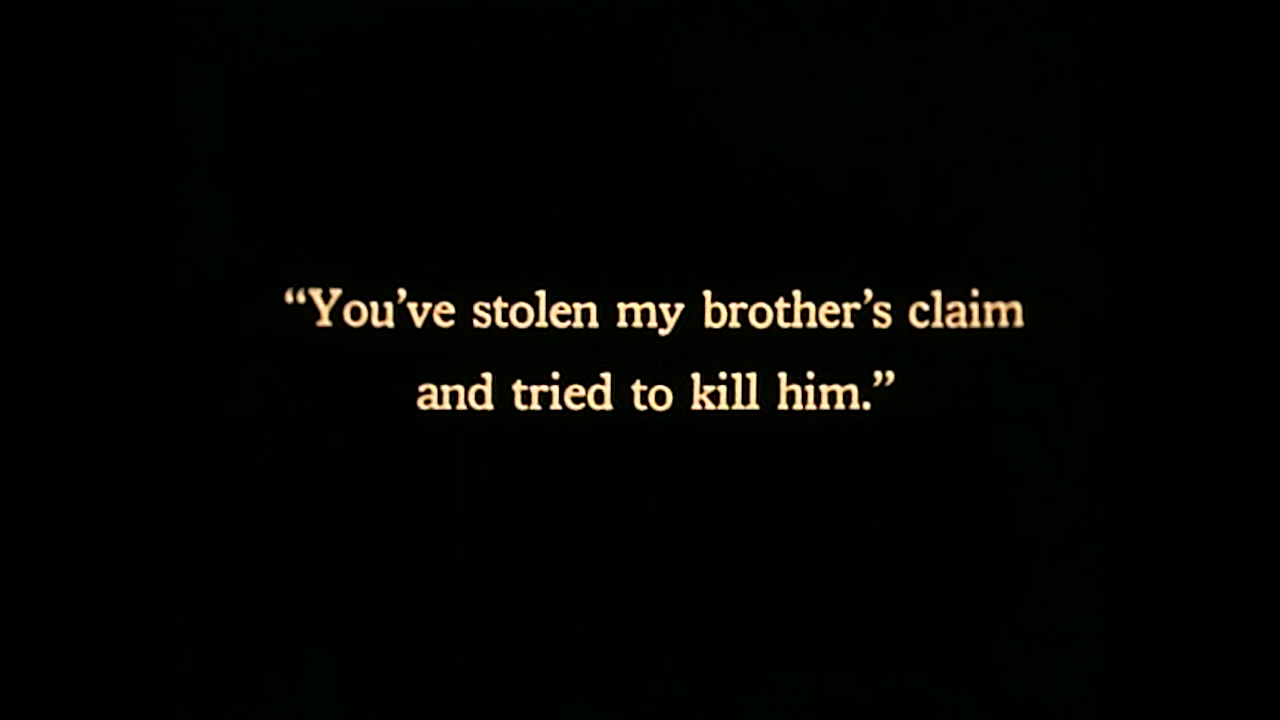 “You’ve stolen my brother’s claim
and tried to kill him.”